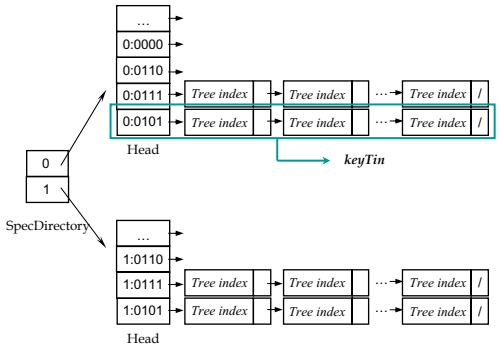 ...
0:0000
0:0110
0:0111 Tree index Tree index ... Tree index /
0:0101 Tree index Tree index ... Tree index /
Head
keyTin
0
1
SpecDirectory
...
1:0110
1:0111 Tree index Tree index ... Tree index /
1:0101 Tree index Tree index ... Tree index /
Head